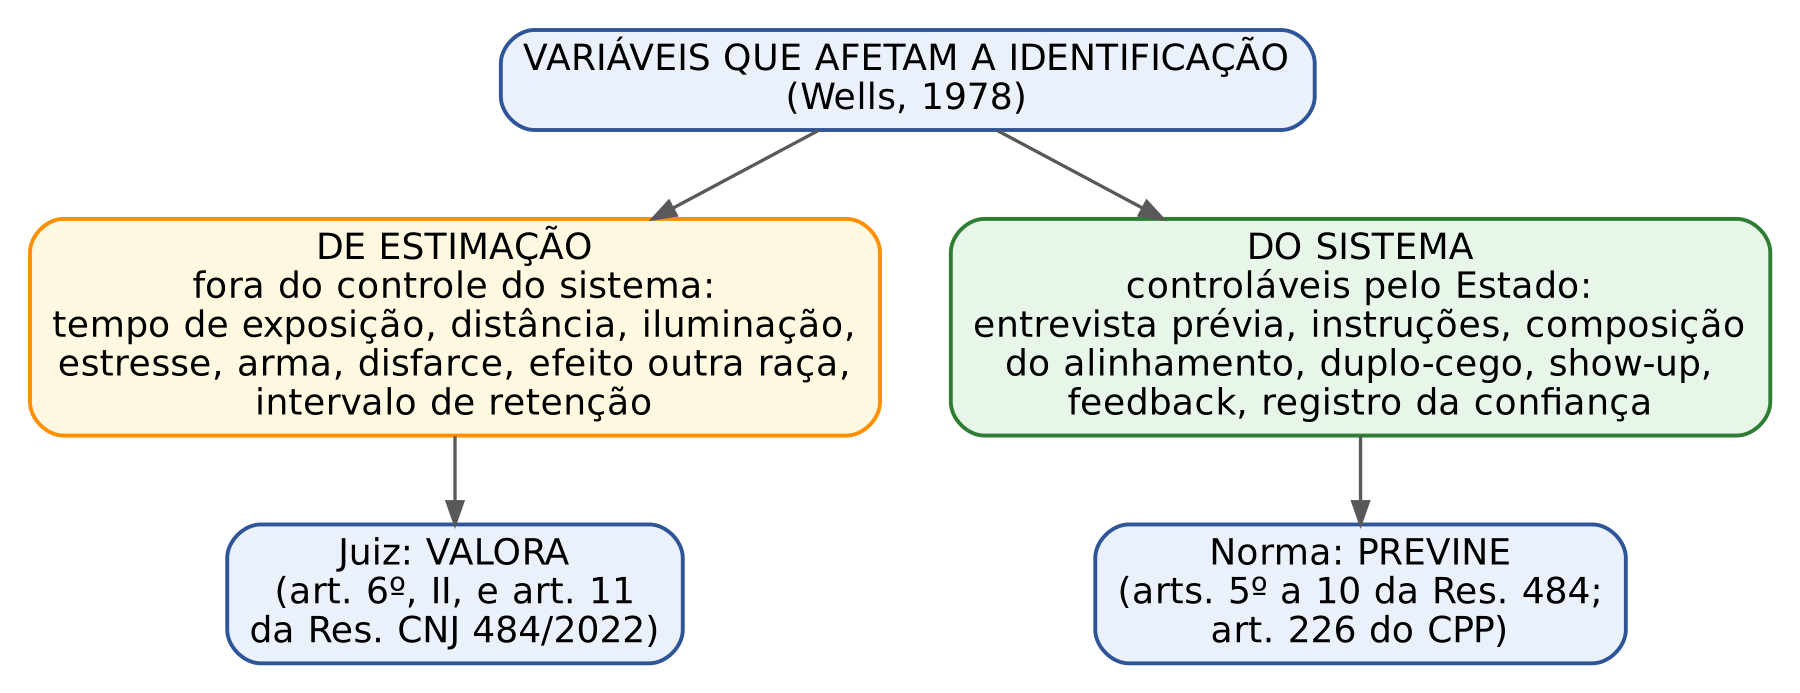 VARIÁVEIS QUE AFETAM A IDENTIFICAÇÃO
(Wells, 1978)
DE ESTIMAÇÃO
fora do controle do sistema:
tempo de exposição, distância, iluminação,
estresse, arma, disfarce, efeito outra raça,
intervalo de retenção
DO SISTEMA
controláveis pelo Estado:
entrevista prévia, instruções, composição
do alinhamento, duplo-cego, show-up,
feedback, registro da confiança
Juiz: VALORA
(art. 6º, II, e art. 11
da Res. CNJ 484/2022)
Norma: PREVINE
(arts. 5º a 10 da Res. 484;
art. 226 do CPP)